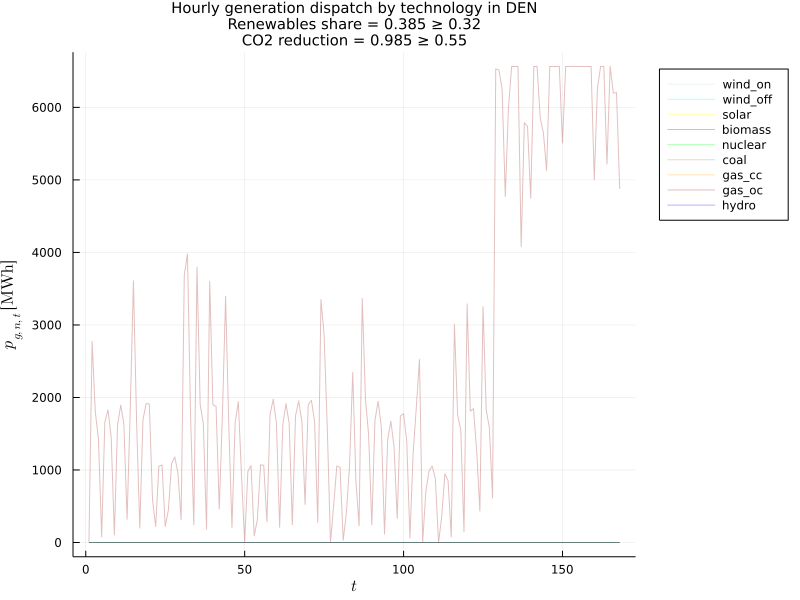 Hourly generation dispatch by technology in DEN
Renewables share = 0.385 ≥ 0.32
CO2 reduction = 0.985 ≥ 0.55
p g, n, t [MWh]
6000
5000
4000
3000
2000
1000
0
0
50
100
150
t
wind_on
wind_off
solar
biomass
nuclear
coal
gas_cc
gas_oc
hydro